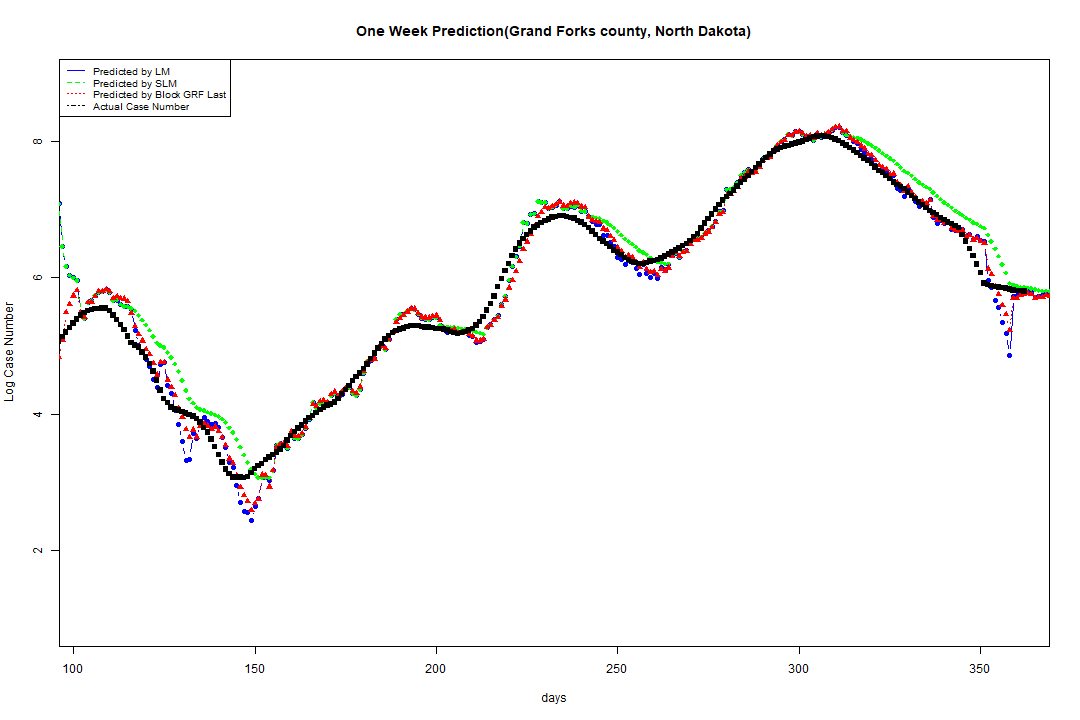 One Week Prediction(Grand Forks county, North Dakota)
Predicted by LM
Predicted by SLM
Predicted by Block GRF Last
Actual Case Number
8
6
4
2
Log Case Number
100 150 200 250 300 350
days